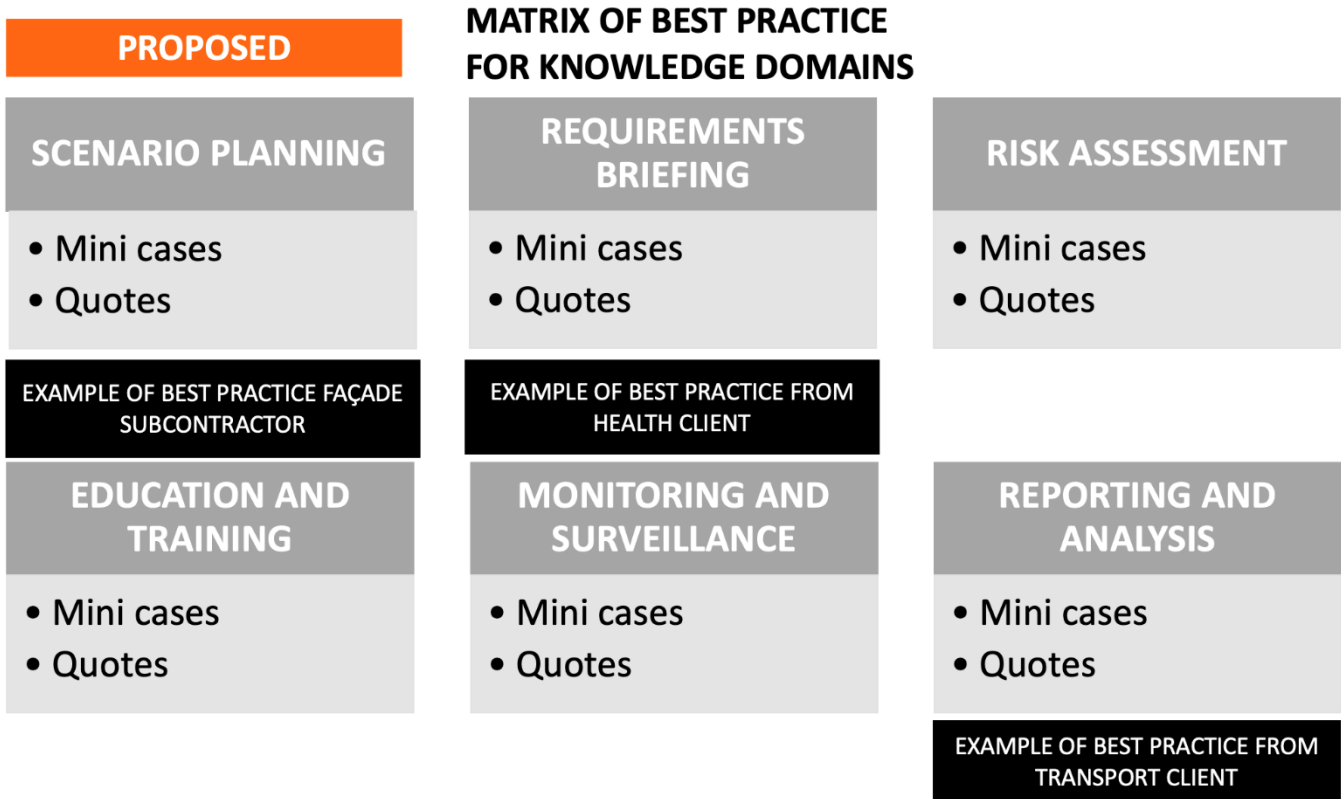 PROPOSED
MATRIX OF BEST PRACTICE
FOR KNOWLEDGE DOMAINS
SCENARIO PLANNING
• Mini cases
• Quotes
EXAMPLE OF BEST PRACTICE FAÇADE
SUBCONTRACTOR
REQUIREMENTS
BRIEFING
• Mini cases
• Quotes
EXAMPLE OF BEST PRACTICE FROM
HEALTH CLIENT
RISK ASSESSMENT
• Mini cases
• Quotes
EDUCATION AND
TRAINING
• Mini cases
• Quotes
MONITORING AND
SURVEILLANCE
• Mini cases
• Quotes
REPORTING AND
ANALYSIS
• Mini cases
• Quotes
EXAMPLE OF BEST PRACTICE FROM
TRANSPORT CLIENT